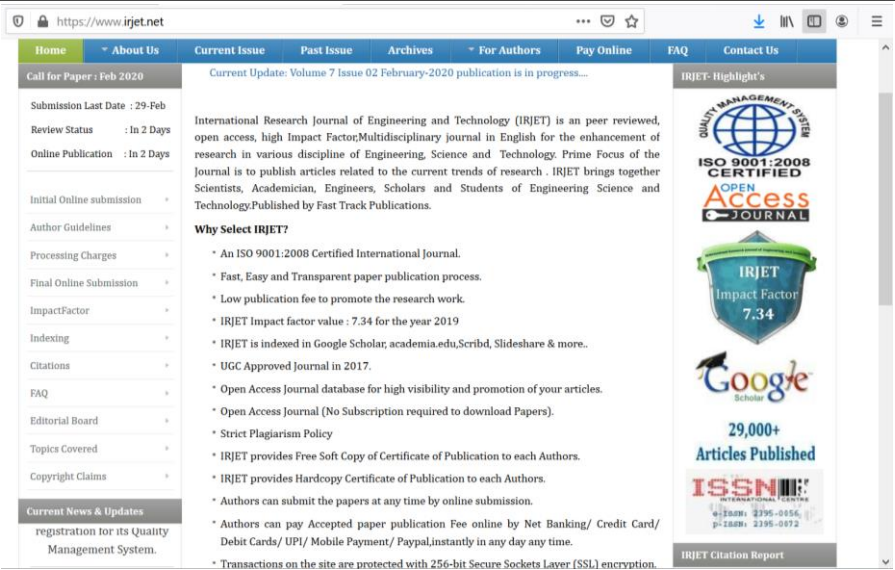 https://www.irjet.net
Home
About Us
Current Issue
Past Issue
Archives
For Authors
Pay Online
FAQ
Contact Us
Call for Paper : Feb 2020
Submission Last Date : 29-Feb
Review Status : In 2 Days
Online Publication : In 2 Days
Initial Online submission
Author Guidelines
Processing Charges
Final Online Submission
ImpactFactor
Indexing
Citations
FAQ
Editorial Board
Topics Covered
Copyright Claims
Current News & Updates
registration for its Quality
Management System.
Current Update: Volume 7 Issue 02 February-2020 publication is in progress....
International Research Journal of Engineering and Technology (IRJET) is an peer reviewed,
open access, high Impact Factor,Multidisciplinary journal in English for the enhancement of
research in various discipline of Engineering, Science and Technology. Prime Focus of the
Journal is to publish articles related to the current trends of research . IRJET brings together
Scientists, Academician, Engineers, Scholars and Students of Engineering Science and
Technology.Published by Fast Track Publications.
Why Select IRJET?
* An ISO 9001:2008 Certified International Journal.
* Fast, Easy and Transparent paper publication process.
* Low publication fee to promote the research work.
* IRJET Impact factor value : 7.34 for the year 2019
* IRJET is indexed in Google Scholar, academia.edu,Scribd, Slideshare & more..
* UGC Approved Journal in 2017.
* Open Access Journal database for high visibility and promotion of your articles.
* Open Access Journal (No Subscription required to download Papers).
* Strict Plagiarism Policy
* IRJET provides Free Soft Copy of Certificate of Publication to each Authors.
* IRJET provides Hardcopy Certificate of Publication to each Authors.
* Authors can submit the papers at any time by online submission.
* Authors can pay Accepted paper publication Fee online by Net Banking/ Credit Card/
Debit Cards/ UPI/ Mobile Payment/ Paypal,instantly in any day any time.
* Transactions on the site are protected with 256-bit Secure Sockets Layer (SSL) encryption.
IRJET- Highlight's
QUALITY MANAGEMENT SYSTEM
ISO 9001:2008
CERTIFIED
OPEN
Access
JOURNAL
IRJET
Impact Factor
7.34
Google
Scholar
29,000+
Articles Published
ISSN
INTERNATIONAL CENTRE
e-ISSN: 2395-0056
p-ISSN: 2395-0072
IRJET Citation Report